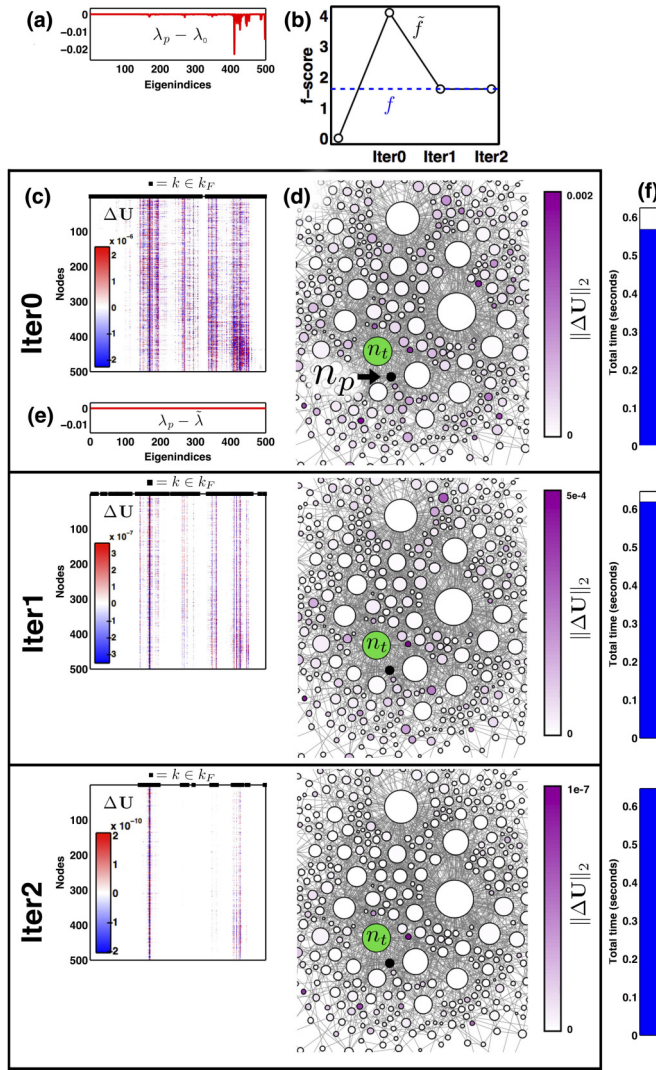 (a)
0
−0.01
−0.02
λp − λ0
100 200 300 400 500
Eigenindices
(b)
f-score
4
3
2
1
0
f̃
f
Iter0 Iter1 Iter2
Iter0
(c)
■ = k ∈ kF
ΔU
x 10⁻⁶
2
1
0
−1
−2
Nodes
100
200
300
400
500
(d)
nt
np
0.002
‖ΔU‖2
0
(e)
0
−0.01
λp − λ̃
0 100 200 300 400 500
Eigenindices
(f)
Total time (seconds)
0.6
0.5
0.4
0.3
0.2
0.1
0
Iter1
■ = k ∈ kF
ΔU
x 10⁻⁷
3
2
1
0
−1
−2
−3
Nodes
100
200
300
400
500
nt
5e-4
‖ΔU‖2
0
Total time (seconds)
0.6
0.5
0.4
0.3
0.2
0.1
0
Iter2
■ = k ∈ kF
ΔU
x 10⁻¹⁰
2
1
0
−1
−2
Nodes
100
200
300
400
500
nt
1e-7
‖ΔU‖2
0
Total time (seconds)
0.6
0.5
0.4
0.3
0.2
0.1
0